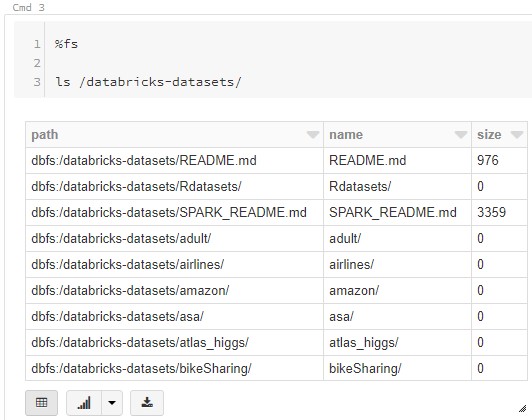 Cmd 3
1 %fs
2
3 ls /databricks-datasets/
path name size
dbfs:/databricks-datasets/README.md README.md 976
dbfs:/databricks-datasets/Rdatasets/ Rdatasets/ 0
dbfs:/databricks-datasets/SPARK_README.md SPARK_README.md 3359
dbfs:/databricks-datasets/adult/ adult/ 0
dbfs:/databricks-datasets/airlines/ airlines/ 0
dbfs:/databricks-datasets/amazon/ amazon/ 0
dbfs:/databricks-datasets/asa/ asa/ 0
dbfs:/databricks-datasets/atlas_higgs/ atlas_higgs/ 0
dbfs:/databricks-datasets/bikeSharing/ bikeSharing/ 0